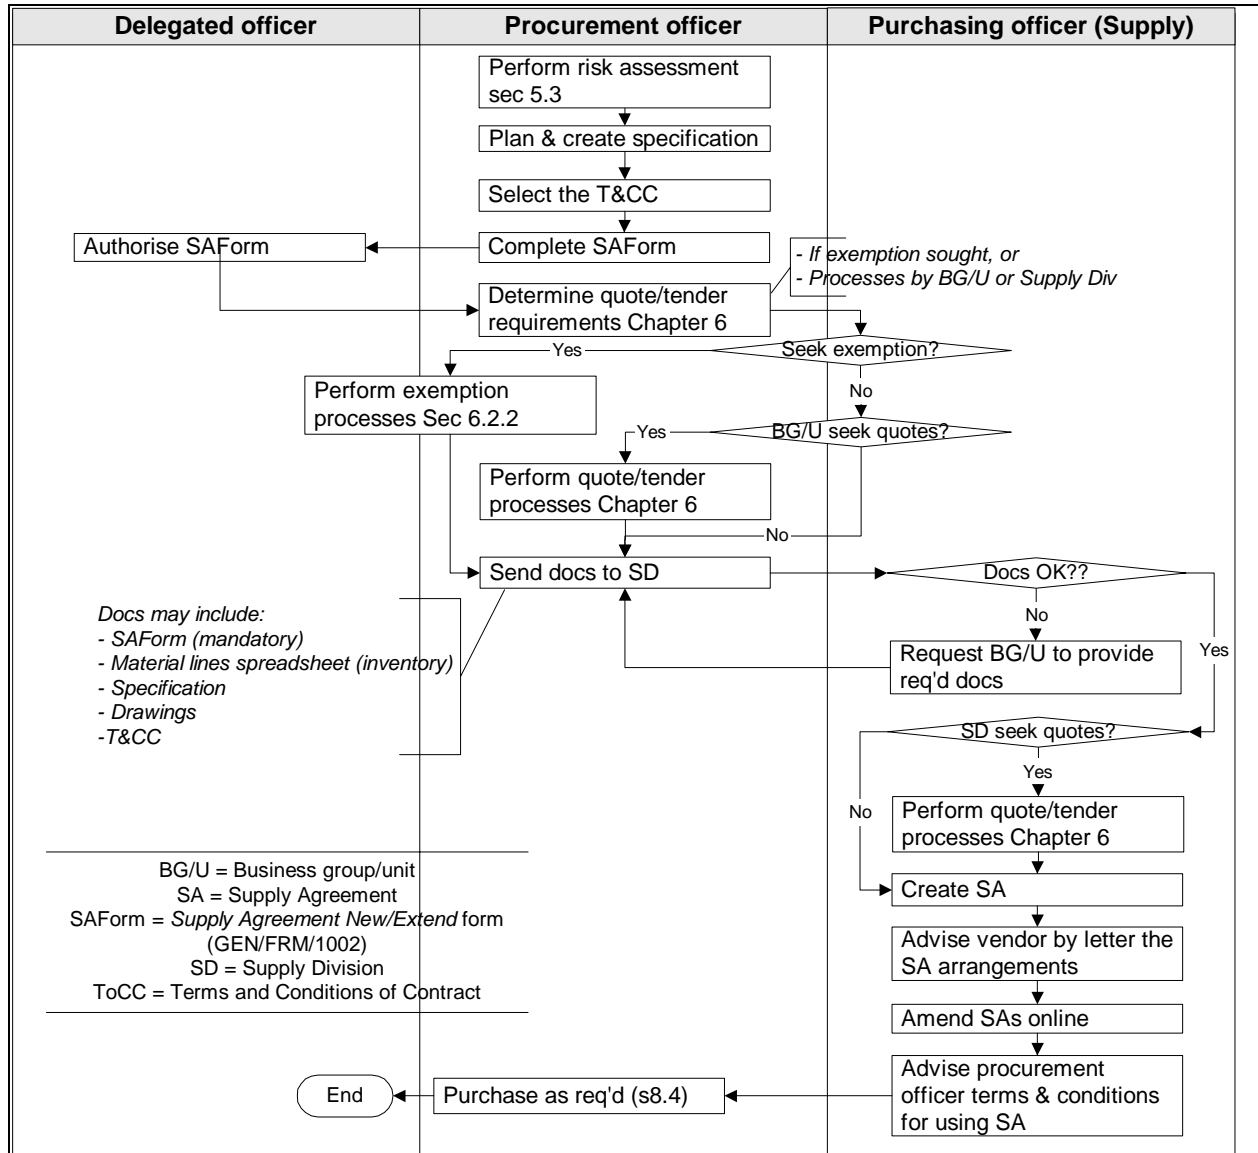 Delegated officer
Procurement officer
Purchasing officer (Supply)
Perform risk assessment
sec 5.3
Plan & create specification
Select the T&CC
Authorise SAForm
Complete SAForm
- If exemption sought, or
- Processes by BG/U or Supply Div
Determine quote/tender
requirements Chapter 6
Seek exemption?
Yes
No
Perform exemption
processes Sec 6.2.2
BG/U seek quotes?
Yes
Perform quote/tender
processes Chapter 6
No
Send docs to SD
Docs OK??
No
Yes
Request BG/U to provide
req'd docs
Docs may include:
- SAForm (mandatory)
- Material lines spreadsheet (inventory)
- Specification
- Drawings
-T&CC
SD seek quotes?
Yes
No
Perform quote/tender
processes Chapter 6
Create SA
Advise vendor by letter the
SA arrangements
Amend SAs online
Advise procurement
officer terms & conditions
for using SA
Purchase as req'd (s8.4)
End
BG/U = Business group/unit
SA = Supply Agreement
SAForm = Supply Agreement New/Extend form
(GEN/FRM/1002)
SD = Supply Division
ToCC = Terms and Conditions of Contract